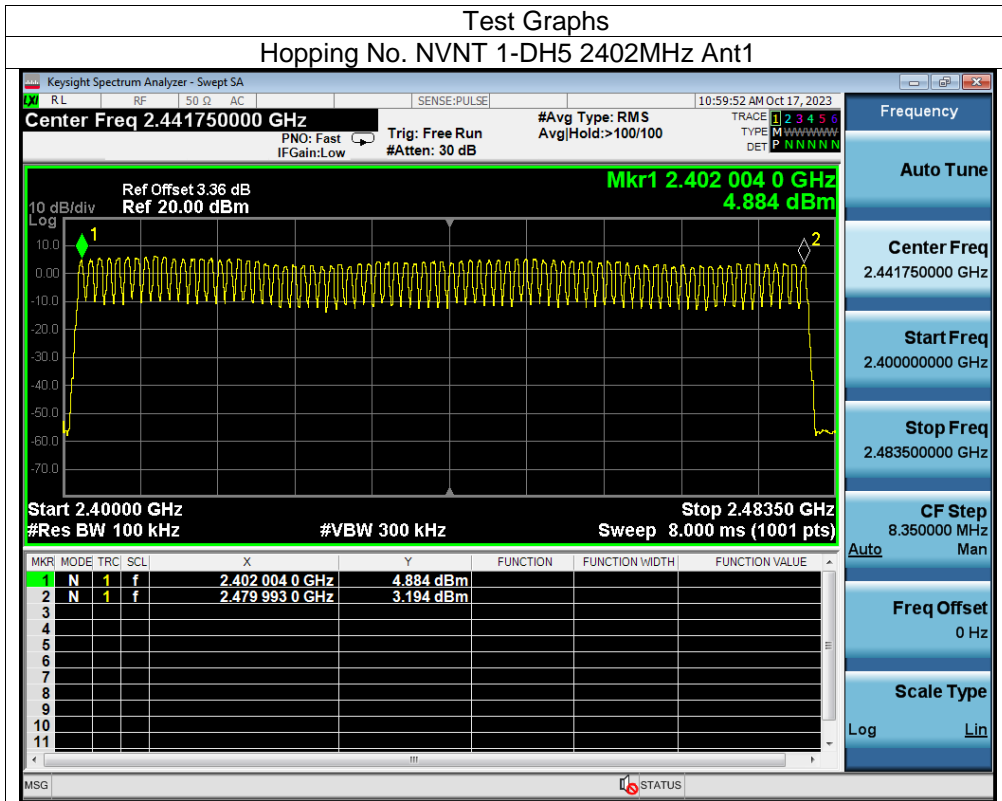 Test Graphs
Hopping No. NVNT 1-DH5 2402MHz Ant1
Keysight Spectrum Analyzer - Swept SA
LXI RL RF 50 Ω AC SENSE:PULSE 10:59:52 AM Oct 17, 2023
Center Freq 2.441750000 GHz #Avg Type: RMS TRACE 1 2 3 4 5 6
PNO: Fast Trig: Free Run Avg|Hold:>100/100 TYPE M WWWWW
IFGain:Low #Atten: 30 dB DET P N N N N N
Ref Offset 3.36 dB Mkr1 2.402 004 0 GHz
10 dB/div Ref 20.00 dBm 4.884 dBm
Log
1
2
10.0
0.00
-10.0
-20.0
-30.0
-40.0
-50.0
-60.0
-70.0
Start 2.40000 GHz Stop 2.48350 GHz
#Res BW 100 kHz #VBW 300 kHz Sweep 8.000 ms (1001 pts)
MKR MODE TRC SCL X Y FUNCTION FUNCTION WIDTH FUNCTION VALUE
1 N 1 f 2.402 004 0 GHz 4.884 dBm
2 N 1 f 2.479 993 0 GHz 3.194 dBm
3
4
5
6
7
8
9
10
11
MSG STATUS
Frequency
Auto Tune
Center Freq
2.441750000 GHz
Start Freq
2.400000000 GHz
Stop Freq
2.483500000 GHz
CF Step
8.350000 MHz
Auto Man
Freq Offset
0 Hz
Scale Type
Log Lin